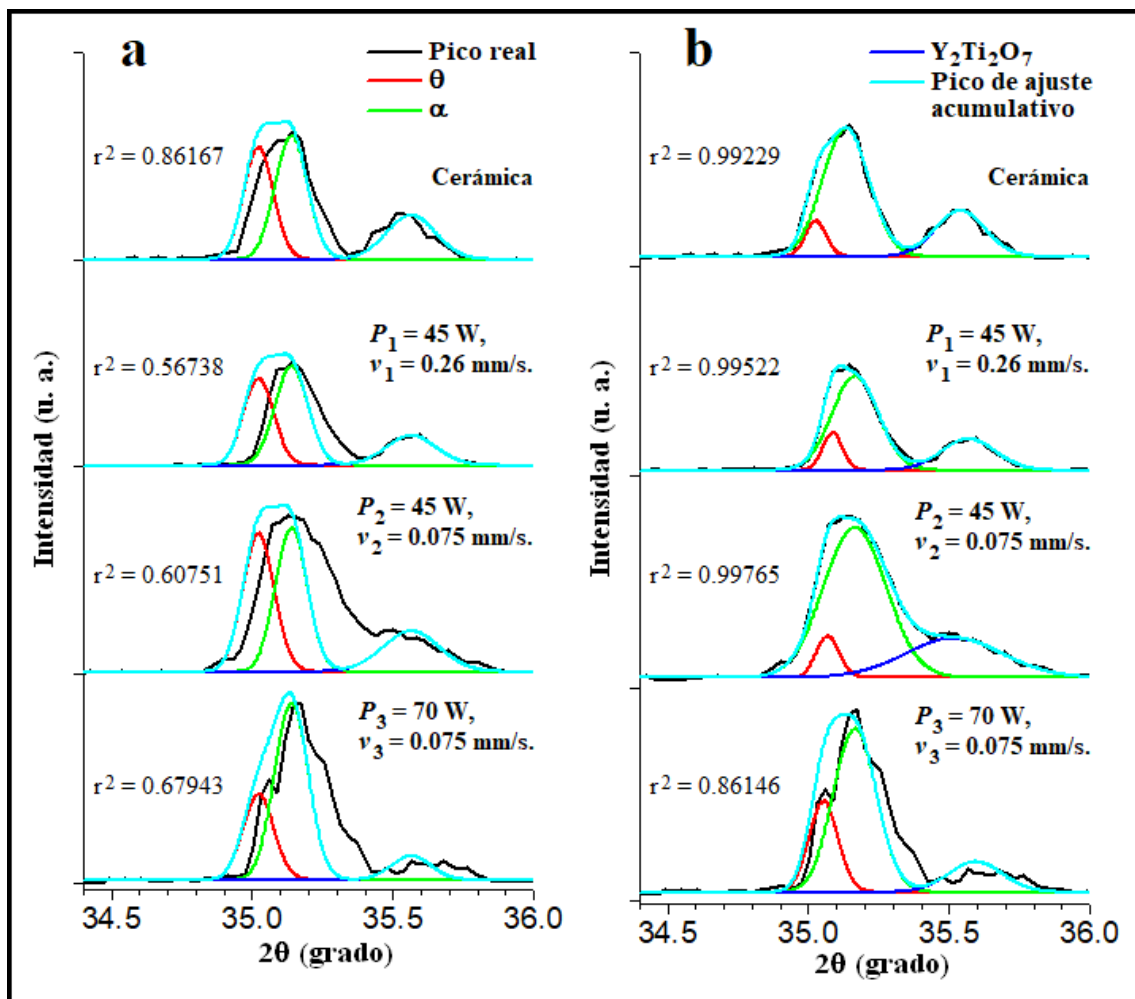 a
Pico real
θ
α
r² = 0.86167
Cerámica
P₁ = 45 W,
v₁ = 0.26 mm/s.
r² = 0.56738
P₂ = 45 W,
v₂ = 0.075 mm/s.
r² = 0.60751
P₃ = 70 W,
v₃ = 0.075 mm/s.
r² = 0.67943
34.5 35.0 35.5 36.0
2θ (grado)
Intensidad (u. a.)
b
Y₂Ti₂O₇
Pico de ajuste
acumulativo
r² = 0.99229
Cerámica
P₁ = 45 W,
v₁ = 0.26 mm/s.
r² = 0.99522
P₂ = 45 W,
v₂ = 0.075 mm/s.
r² = 0.99765
P₃ = 70 W,
v₃ = 0.075 mm/s.
r² = 0.86146
34.5 35.0 35.5 36.0
2θ (grado)
Intensidad (u. a.)